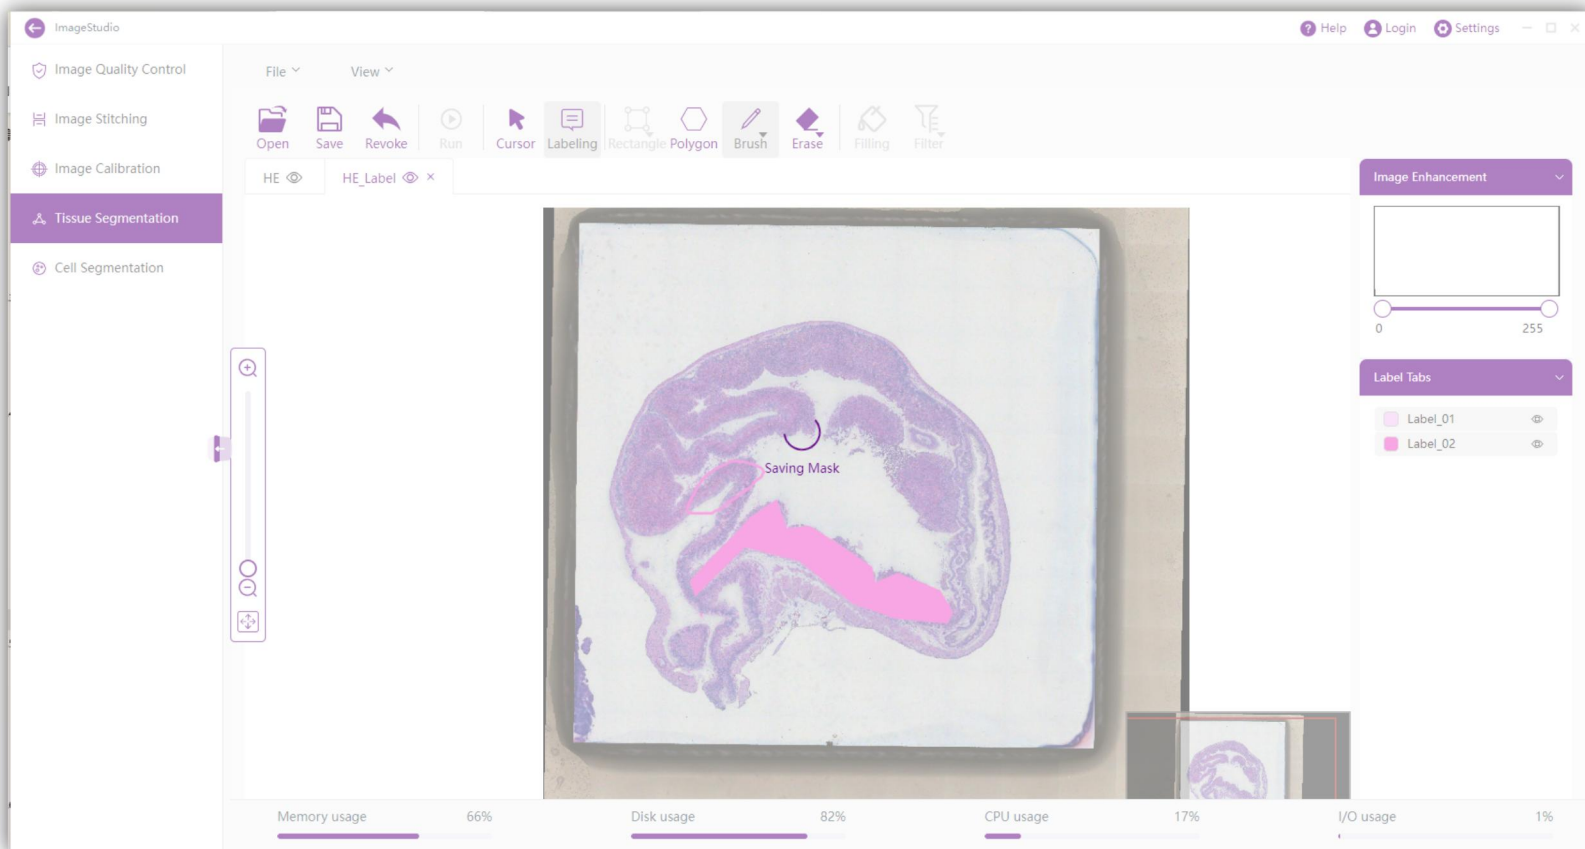 ImageStudio
Help Login Settings
Image Quality Control
Image Stitching
Image Calibration
Tissue Segmentation
Cell Segmentation
File View
Open Save Revoke Run Cursor Labeling Rectangle Polygon Brush Erase Filling Filter
HE HE_Label
Image Enhancement
0 255
Label Tabs
Label_01
Label_02
Saving Mask
Memory usage 66% Disk usage 82% CPU usage 17% I/O usage 1%